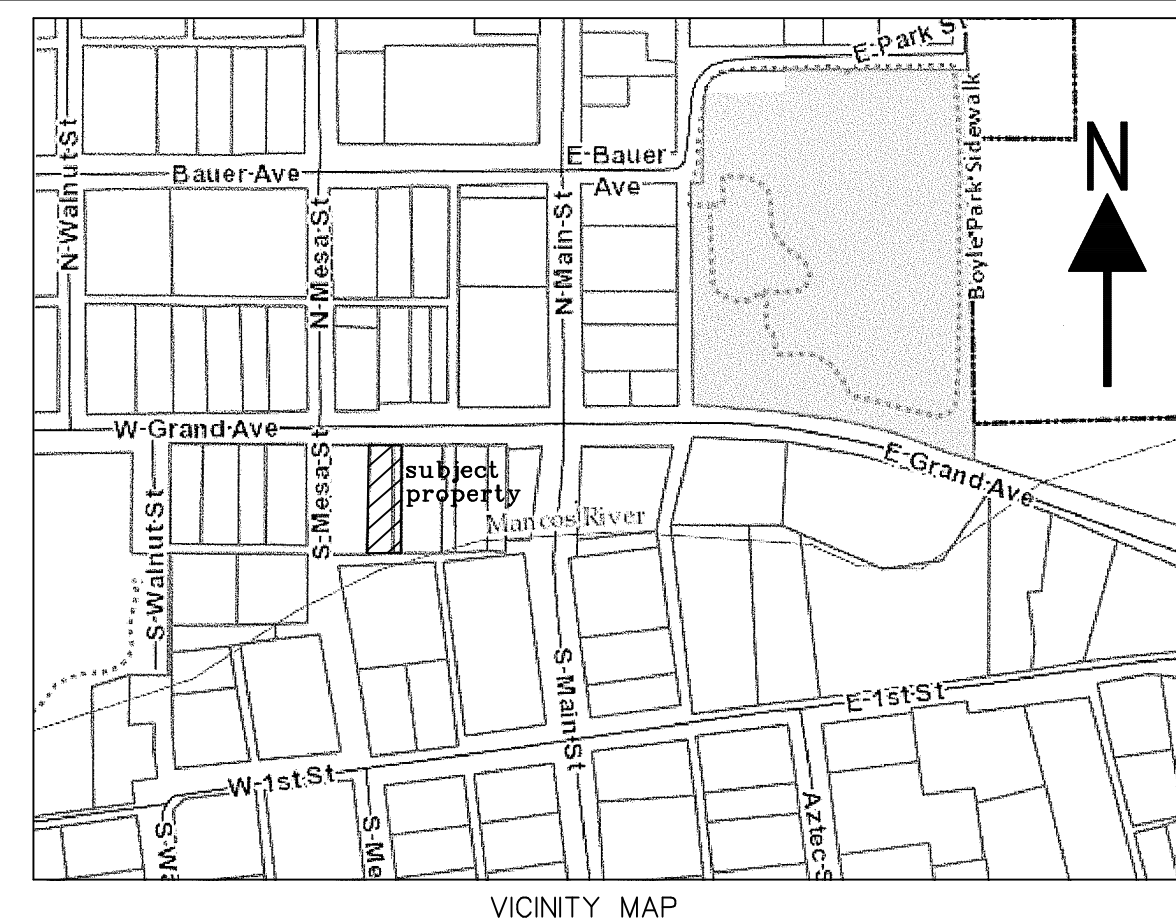 E Park St
N
N Walnut St
Bauer Ave
E Bauer
Ave
N Mesa St
N Main St
Boyle Park Sidewalk
W Grand Ave
S Mesa St
subject
property
E Grand Ave
Mancos River
S Walnut St
S Main St
E 1st St
W 1st St
S Wa
S Me
Aztec S
VICINITY MAP